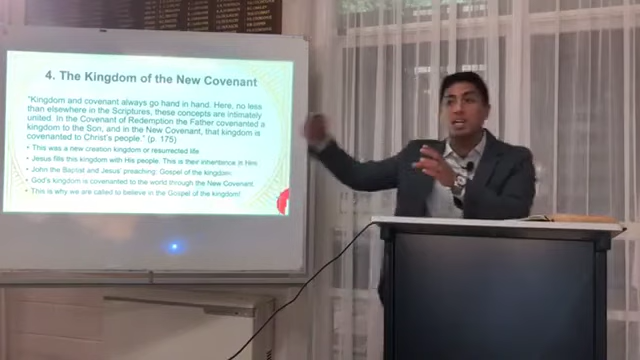 4. The Kingdom of the New Covenant
"Kingdom and covenant always go hand in hand. Here, no less
than elsewhere in the Scriptures, these concepts are intimately
united. In the Covenant of Redemption the Father covenanted a
kingdom to the Son, and in the New Covenant, that kingdom is
covenanted to Christ's people." (p. 175)
• This was a new creation kingdom or resurrected life
• Jesus fills this kingdom with His people. This is their inheritence in Him
• John the Baptist and Jesus' preaching: Gospel of the kingdom.
• God's kingdom is covenanted to the world through the New Covenant.
• This is why we are called to believe in the Gospel of the kingdom!